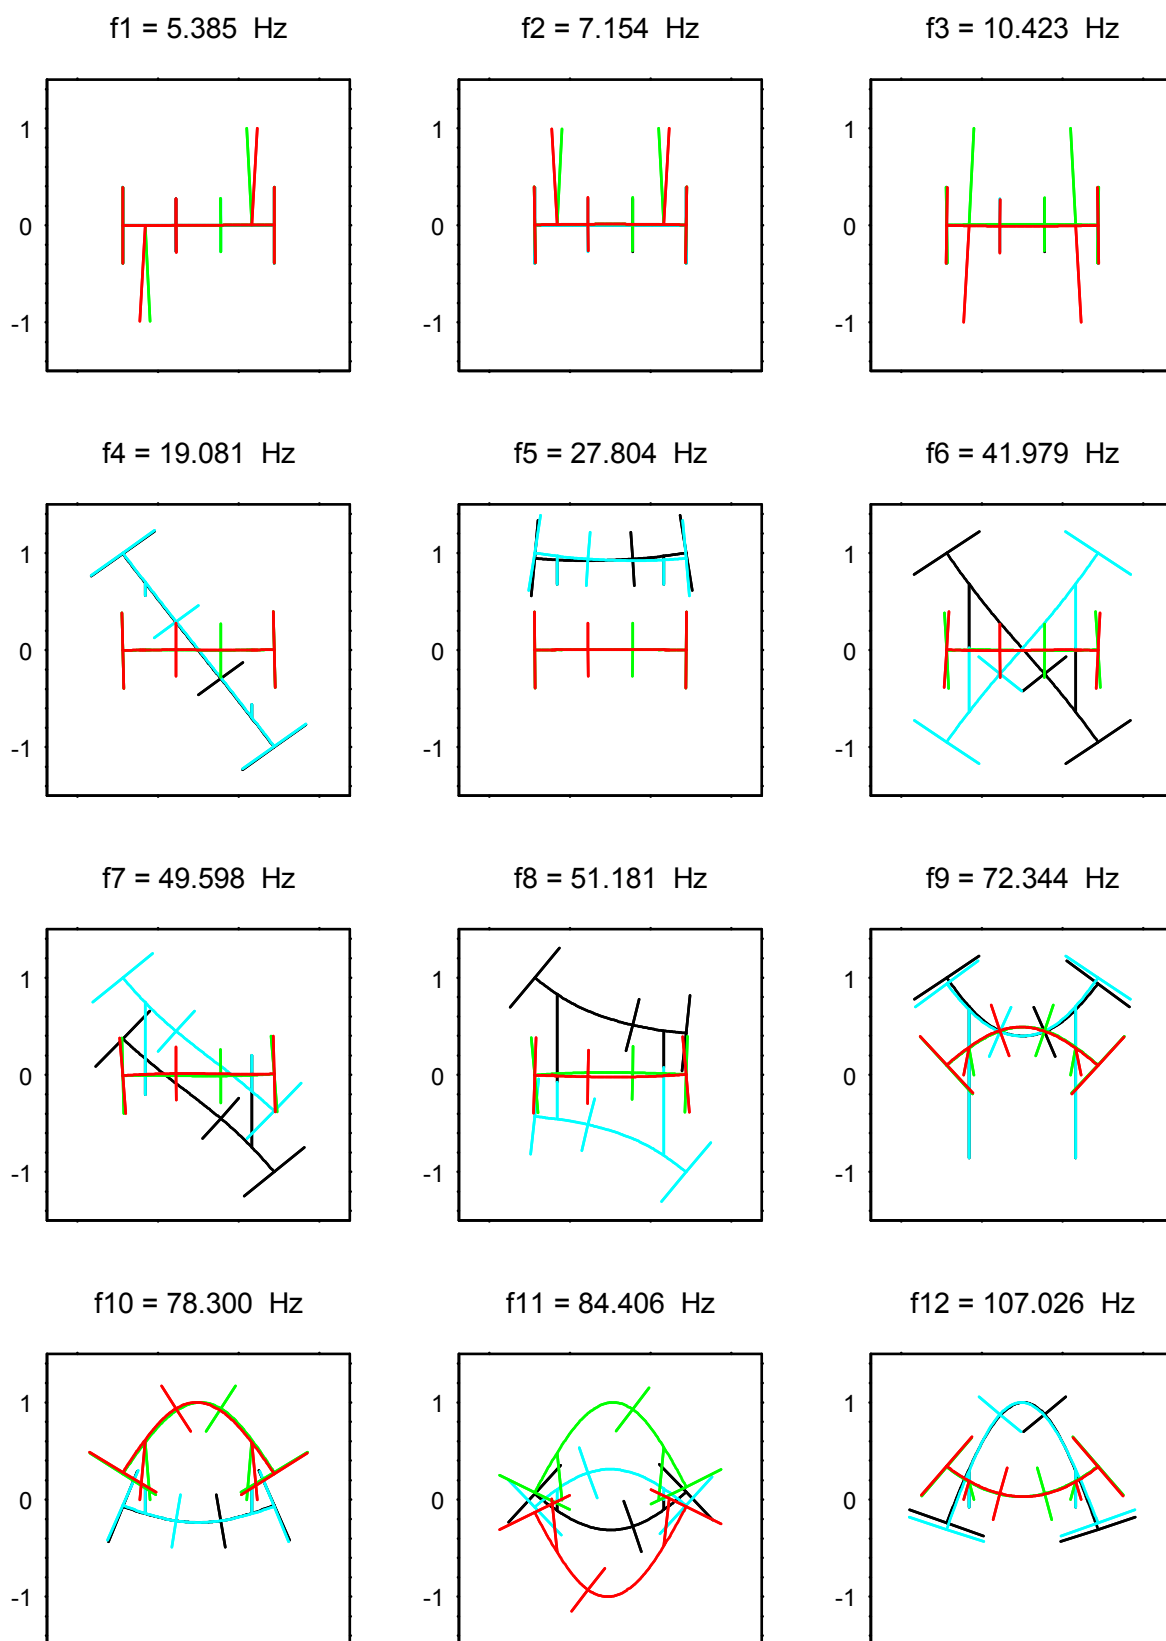 f1 = 5.385 Hz f2 = 7.154 Hz f3 = 10.423 Hz
1 1 1
0 0 0
-1 -1 -1
f4 = 19.081 Hz f5 = 27.804 Hz f6 = 41.979 Hz
1 1 1
0 0 0
-1 -1 -1
f7 = 49.598 Hz f8 = 51.181 Hz f9 = 72.344 Hz
1 1 1
0 0 0
-1 -1 -1
f10 = 78.300 Hz f11 = 84.406 Hz f12 = 107.026 Hz
1 1 1
0 0 0
-1 -1 -1